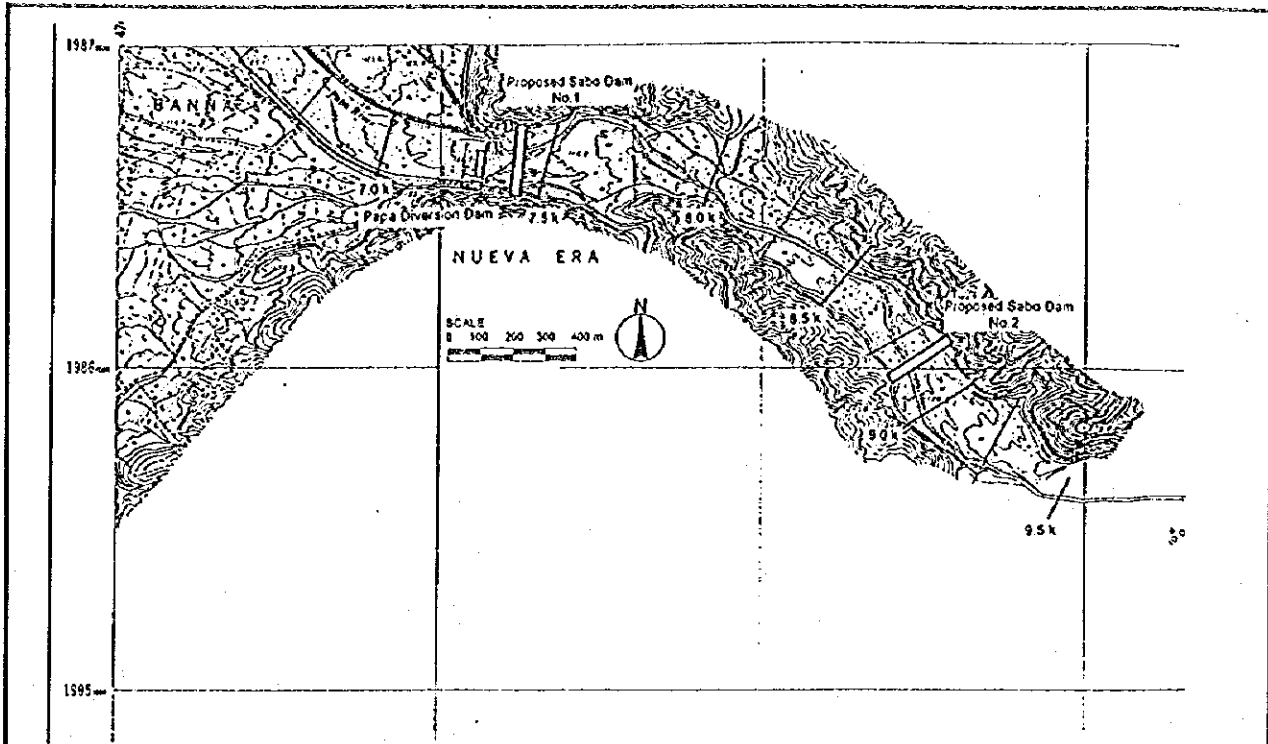 1987
Proposed Sabo Dam
No.1
BANNA
7.0 k
Papa Diversion Dam
7.5 k
8.0 k
NUEVA ERA
N
SCALE
0 100 200 300 400 m
8.5 k
Proposed Sabo Dam
No.2
1986
9.0 k
9.5 k
1995